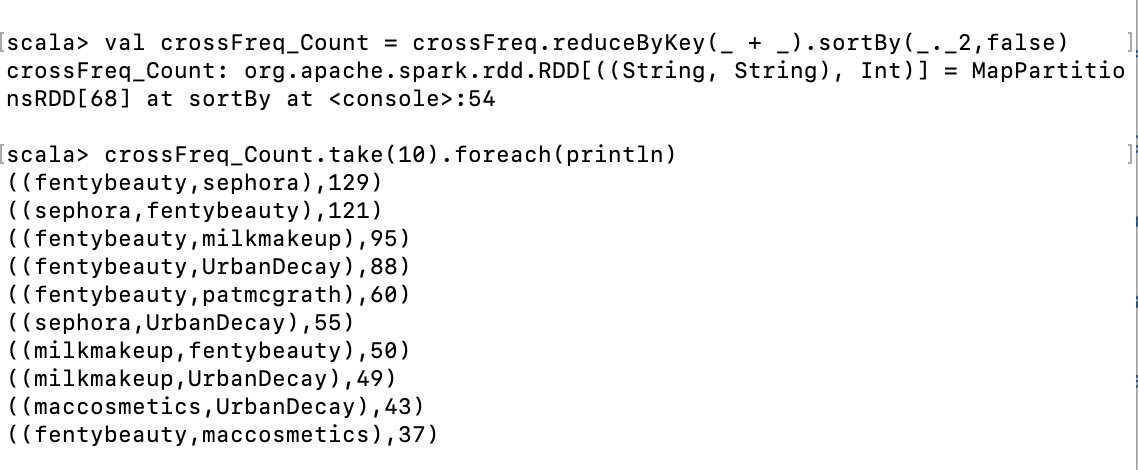 [scala> val crossFreq_Count = crossFreq.reduceByKey(_ + _).sortBy(_._2,false) ]
crossFreq_Count: org.apache.spark.rdd.RDD[((String, String), Int)] = MapPartitio
nsRDD[68] at sortBy at <console>:54
[scala> crossFreq_Count.take(10).foreach(println) ]
((fentybeauty,sephora),129)
((sephora,fentybeauty),121)
((fentybeauty,milkmakeup),95)
((fentybeauty,UrbanDecay),88)
((fentybeauty,patmcgrath),60)
((sephora,UrbanDecay),55)
((milkmakeup,fentybeauty),50)
((milkmakeup,UrbanDecay),49)
((maccosmetics,UrbanDecay),43)
((fentybeauty,maccosmetics),37)